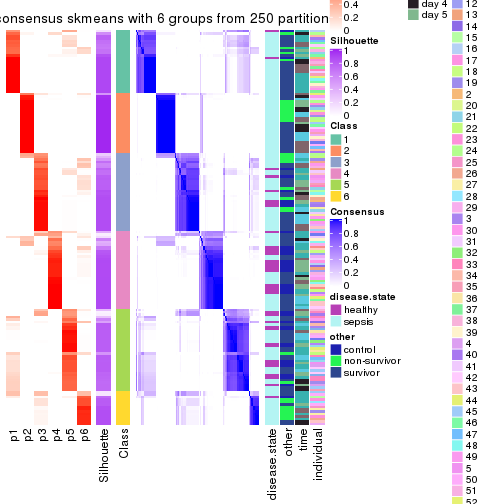 consensus skmeans with 6 groups from 250 partition
p1
p2
p3
p4
p5
p6
Silhouette
Class
disease.state
other
time
individual
0.4
0.2
0
Silhouette
1
0.8
0.6
0.4
0.2
0
Class
1
2
3
4
5
6
Consensus
1
0.8
0.6
0.4
0.2
0
disease.state
healthy
sepsis
other
control
non-survivor
survivor
day 4
day 5
12
13
14
15
16
17
18
19
2
20
21
22
23
24
25
26
27
28
29
3
30
31
32
33
34
35
36
37
38
39
4
40
41
42
43
44
45
46
47
48
49
5
50
51
52